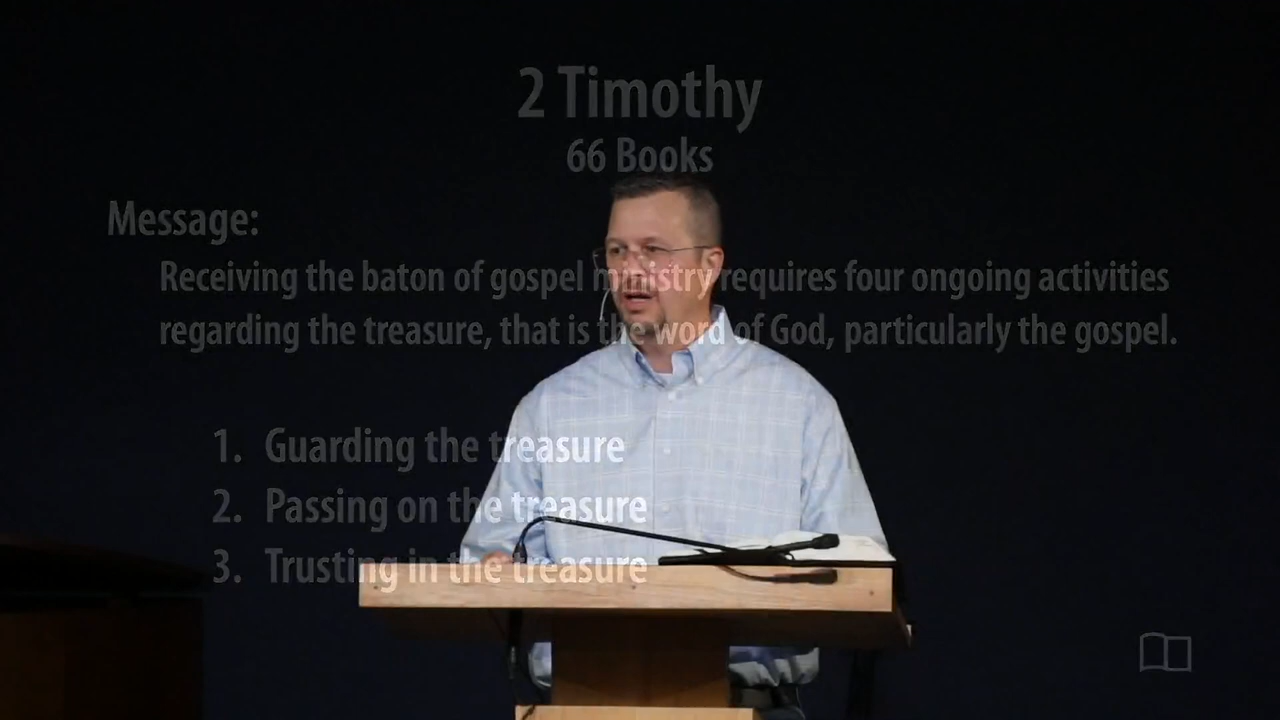 2 Timothy
66 Books
Message:
Receiving the baton of gospel ministry requires four ongoing activities
regarding the treasure, that is the word of God, particularly the gospel.
1. Guarding the treasure
2. Passing on the treasure
3. Trusting in the treasure